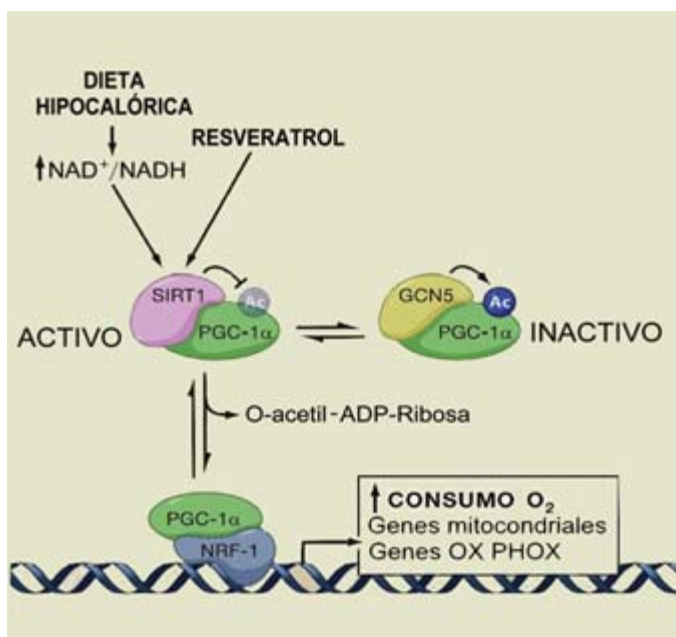 DIETA
HIPOCALÓRICA
RESVERATROL
↑NAD⁺/NADH
SIRT1
Ac
PGC-1α
ACTIVO
GCN5
Ac
PGC-1α
INACTIVO
O-acetil-ADP-Ribosa
PGC-1α
NRF-1
↑ CONSUMO O₂
Genes mitocondriales
Genes OX PHOX